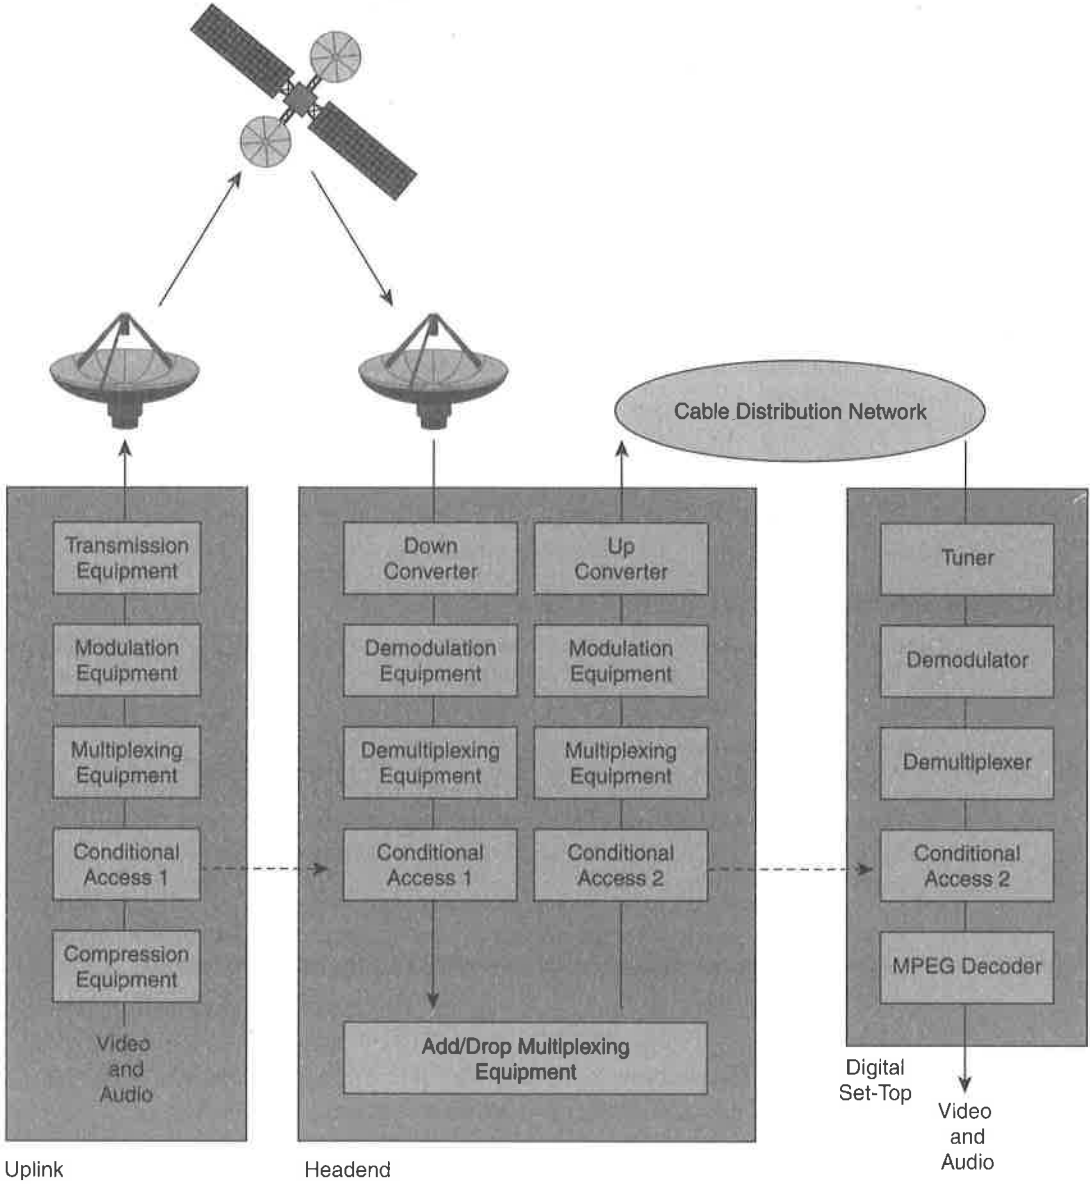 Cable Distribution Network
Transmission
Equipment
Modulation
Equipment
Multiplexing
Equipment
Conditional
Access 1
Compression
Equipment
Video
and
Audio
Uplink
Down
Converter
Demodulation
Equipment
Demultiplexing
Equipment
Conditional
Access 1
Up
Converter
Modulation
Equipment
Multiplexing
Equipment
Conditional
Access 2
Add/Drop Multiplexing
Equipment
Headend
Tuner
Demodulator
Demultiplexer
Conditional
Access 2
MPEG Decoder
Digital
Set-Top
Video
and
Audio